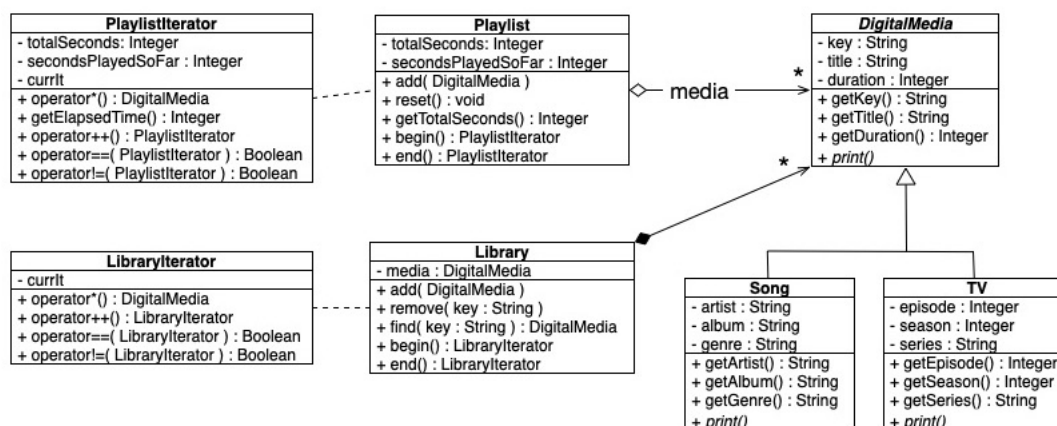 PlaylistIterator
- totalSeconds: Integer
- secondsPlayedSoFar : Integer
- currIt
+ operator*() : DigitalMedia
+ getElapsedTime() : Integer
+ operator++() : PlaylistIterator
+ operator==( PlaylistIterator ) : Boolean
+ operator!=( PlaylistIterator ) : Boolean
Playlist
- totalSeconds : Integer
- secondsPlayedSoFar : Integer
+ add( DigitalMedia )
+ reset() : void
+ getTotalSeconds() : Integer
+ begin() : PlaylistIterator
+ end() : PlaylistIterator
media
*
DigitalMedia
- key : String
- title : String
- duration : Integer
+ getKey() : String
+ getTitle() : String
+ getDuration() : Integer
+ print()
*
LibraryIterator
- currIt
+ operator*() : DigitalMedia
+ operator++() : LibraryIterator
+ operator==( LibraryIterator ) : Boolean
+ operator!=( LibraryIterator ) : Boolean
Library
- media : DigitalMedia
+ add( DigitalMedia )
+ remove( key : String )
+ find( key : String ) : DigitalMedia
+ begin() : LibraryIterator
+ end() : LibraryIterator
Song
- artist : String
- album : String
- genre : String
+ getArtist() : String
+ getAlbum() : String
+ getGenre() : String
+ print()
TV
- episode : Integer
- season : Integer
- series : String
+ getEpisode() : Integer
+ getSeason() : Integer
+ getSeries() : String
+ print()